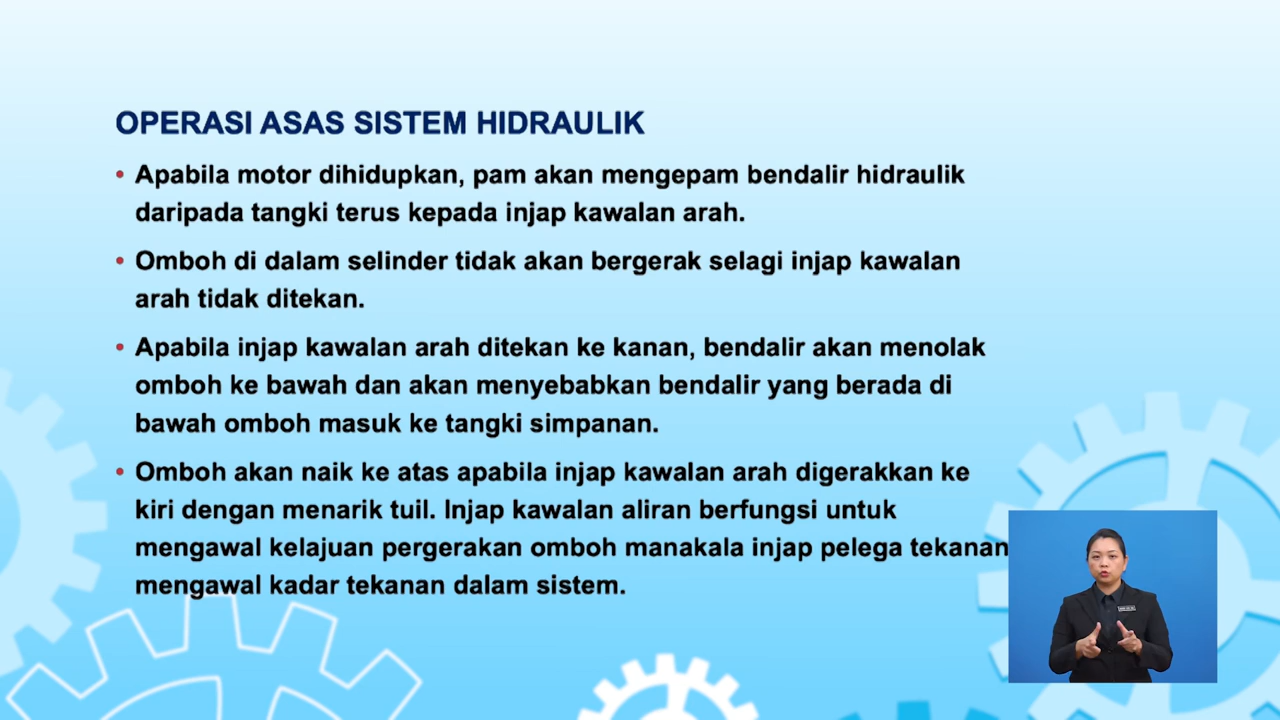 OPERASI ASAS SISTEM HIDRAULIK
• Apabila motor dihidupkan, pam akan mengepam bendalir hidraulik
daripada tangki terus kepada injap kawalan arah.
• Omboh di dalam selinder tidak akan bergerak selagi injap kawalan
arah tidak ditekan.
• Apabila injap kawalan arah ditekan ke kanan, bendalir akan menolak
omboh ke bawah dan akan menyebabkan bendalir yang berada di
bawah omboh masuk ke tangki simpanan.
• Omboh akan naik ke atas apabila injap kawalan arah digerakkan ke
kiri dengan menarik tuil. Injap kawalan aliran berfungsi untuk
mengawal kelajuan pergerakan omboh manakala injap pelega tekanan
mengawal kadar tekanan dalam sistem.